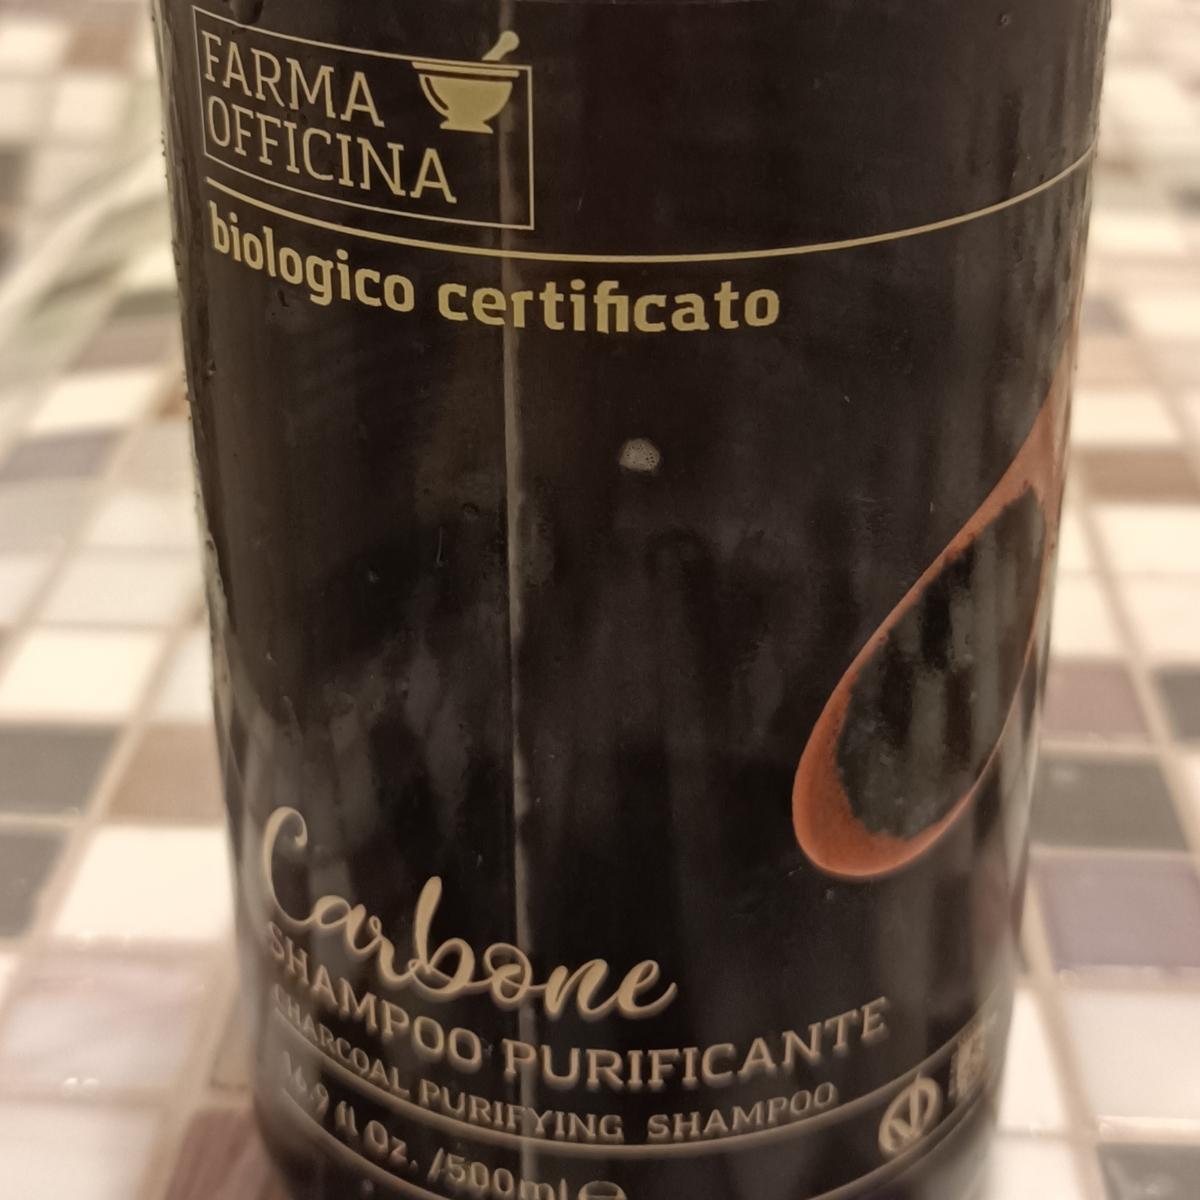 FARMA
OFFICINA
biologico certificato
Carbone
SHAMPOO PURIFICANTE
CHARCOAL PURIFYING SHAMPOO
16.9 fl Oz. /500ml ℮